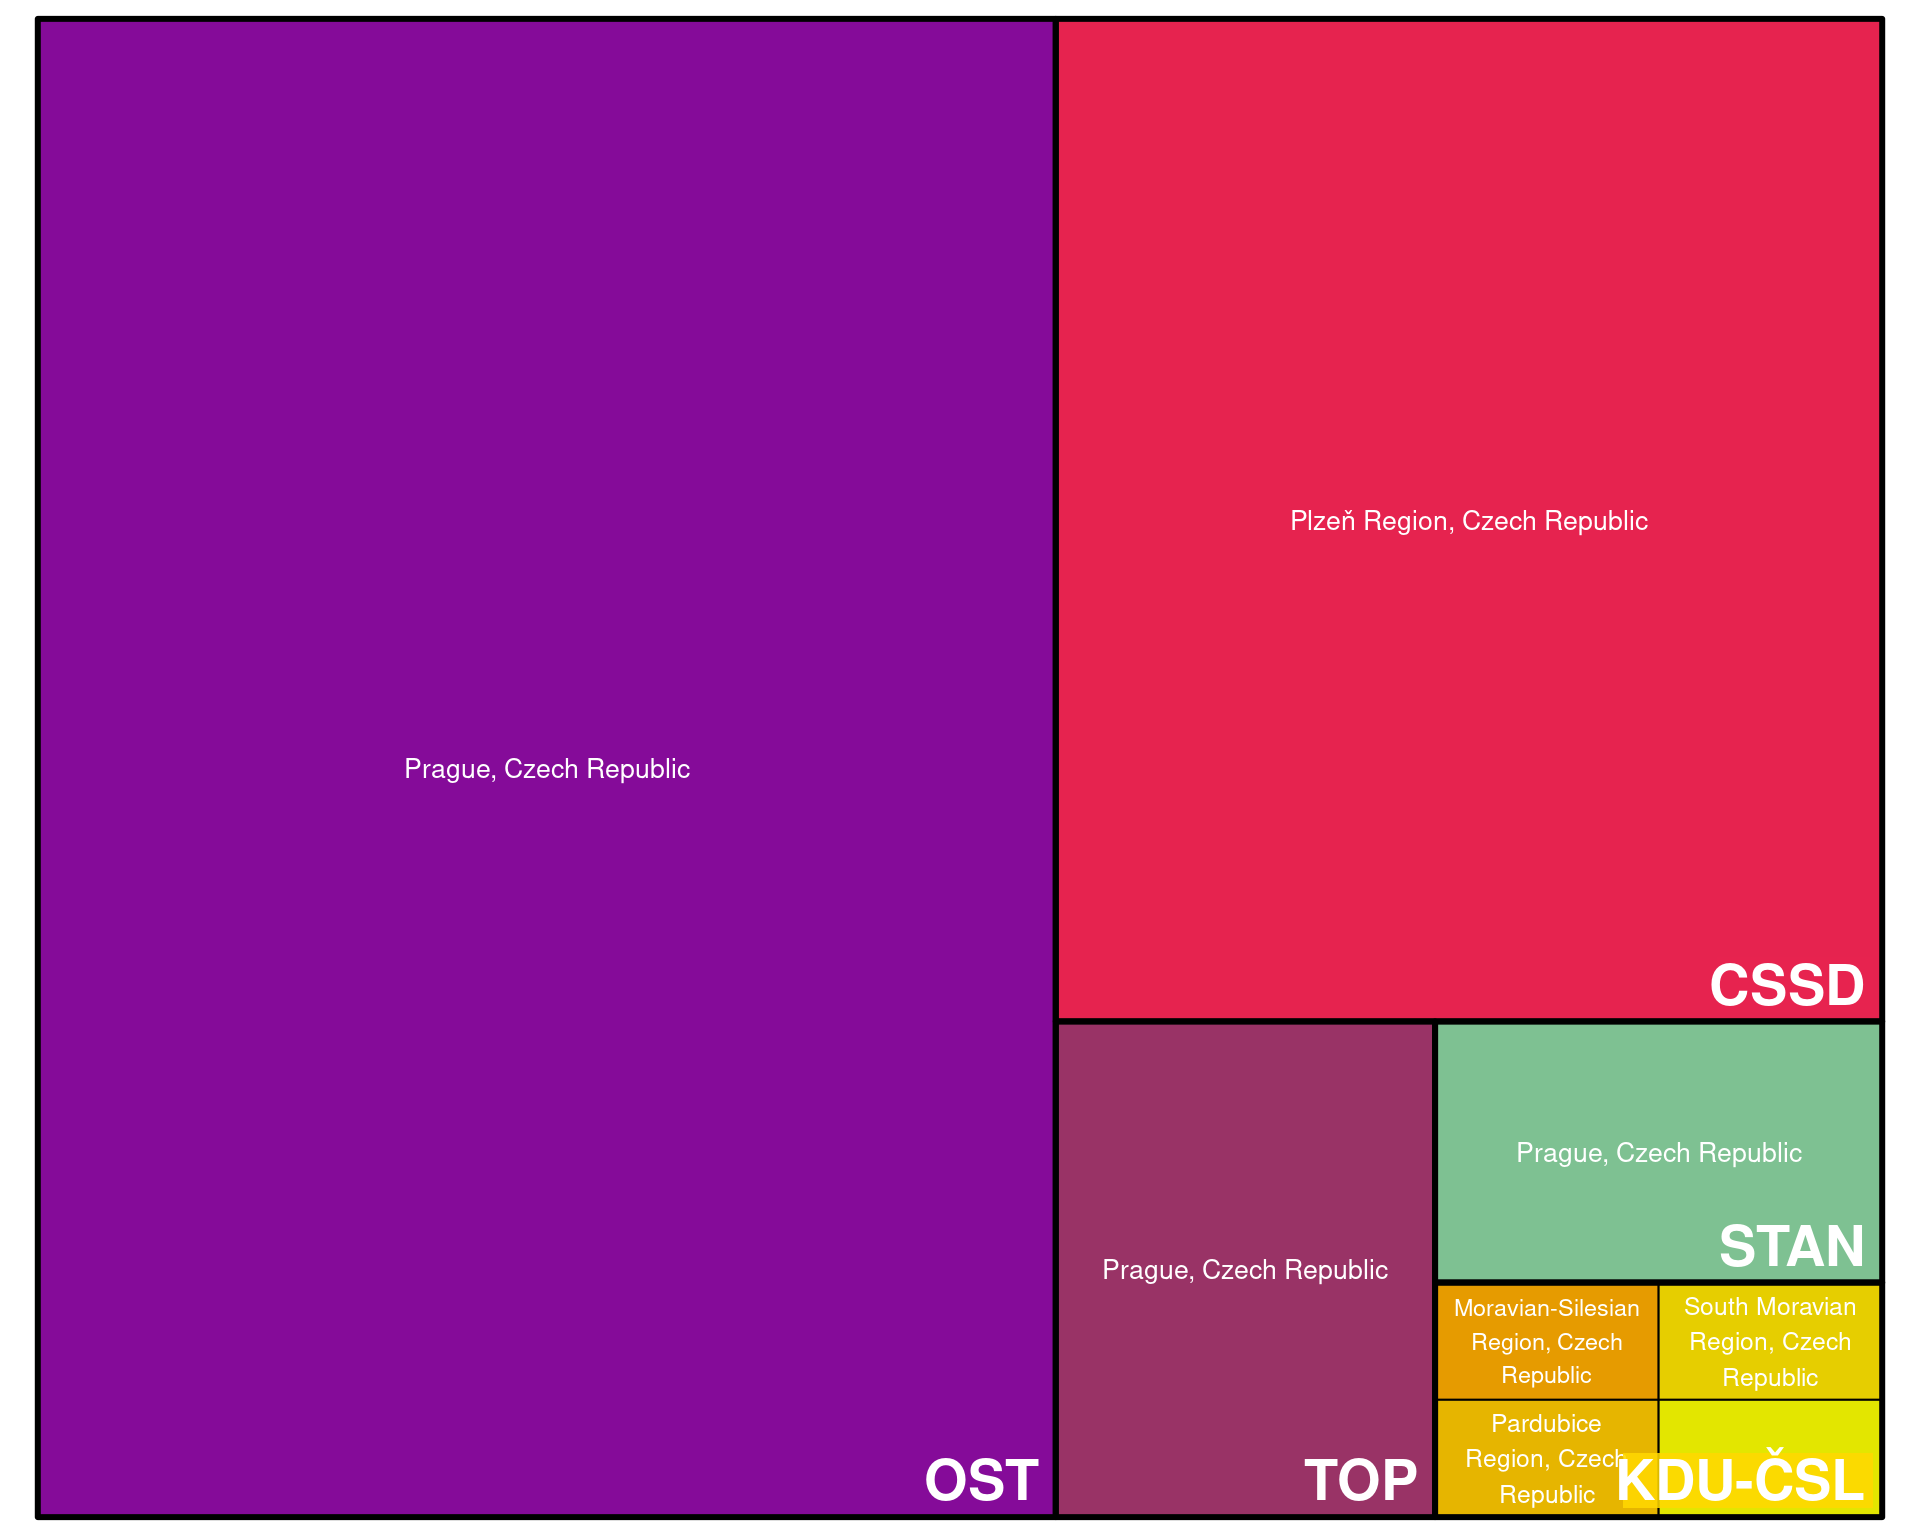 Prague, Czech Republic
OST
Plzeň Region, Czech Republic
CSSD
Prague, Czech Republic
TOP
Prague, Czech Republic
STAN
Moravian-Silesian
Region, Czech
Republic
South Moravian
Region, Czech
Republic
Pardubice
Region, Czech
Republic
KDU-ČSL